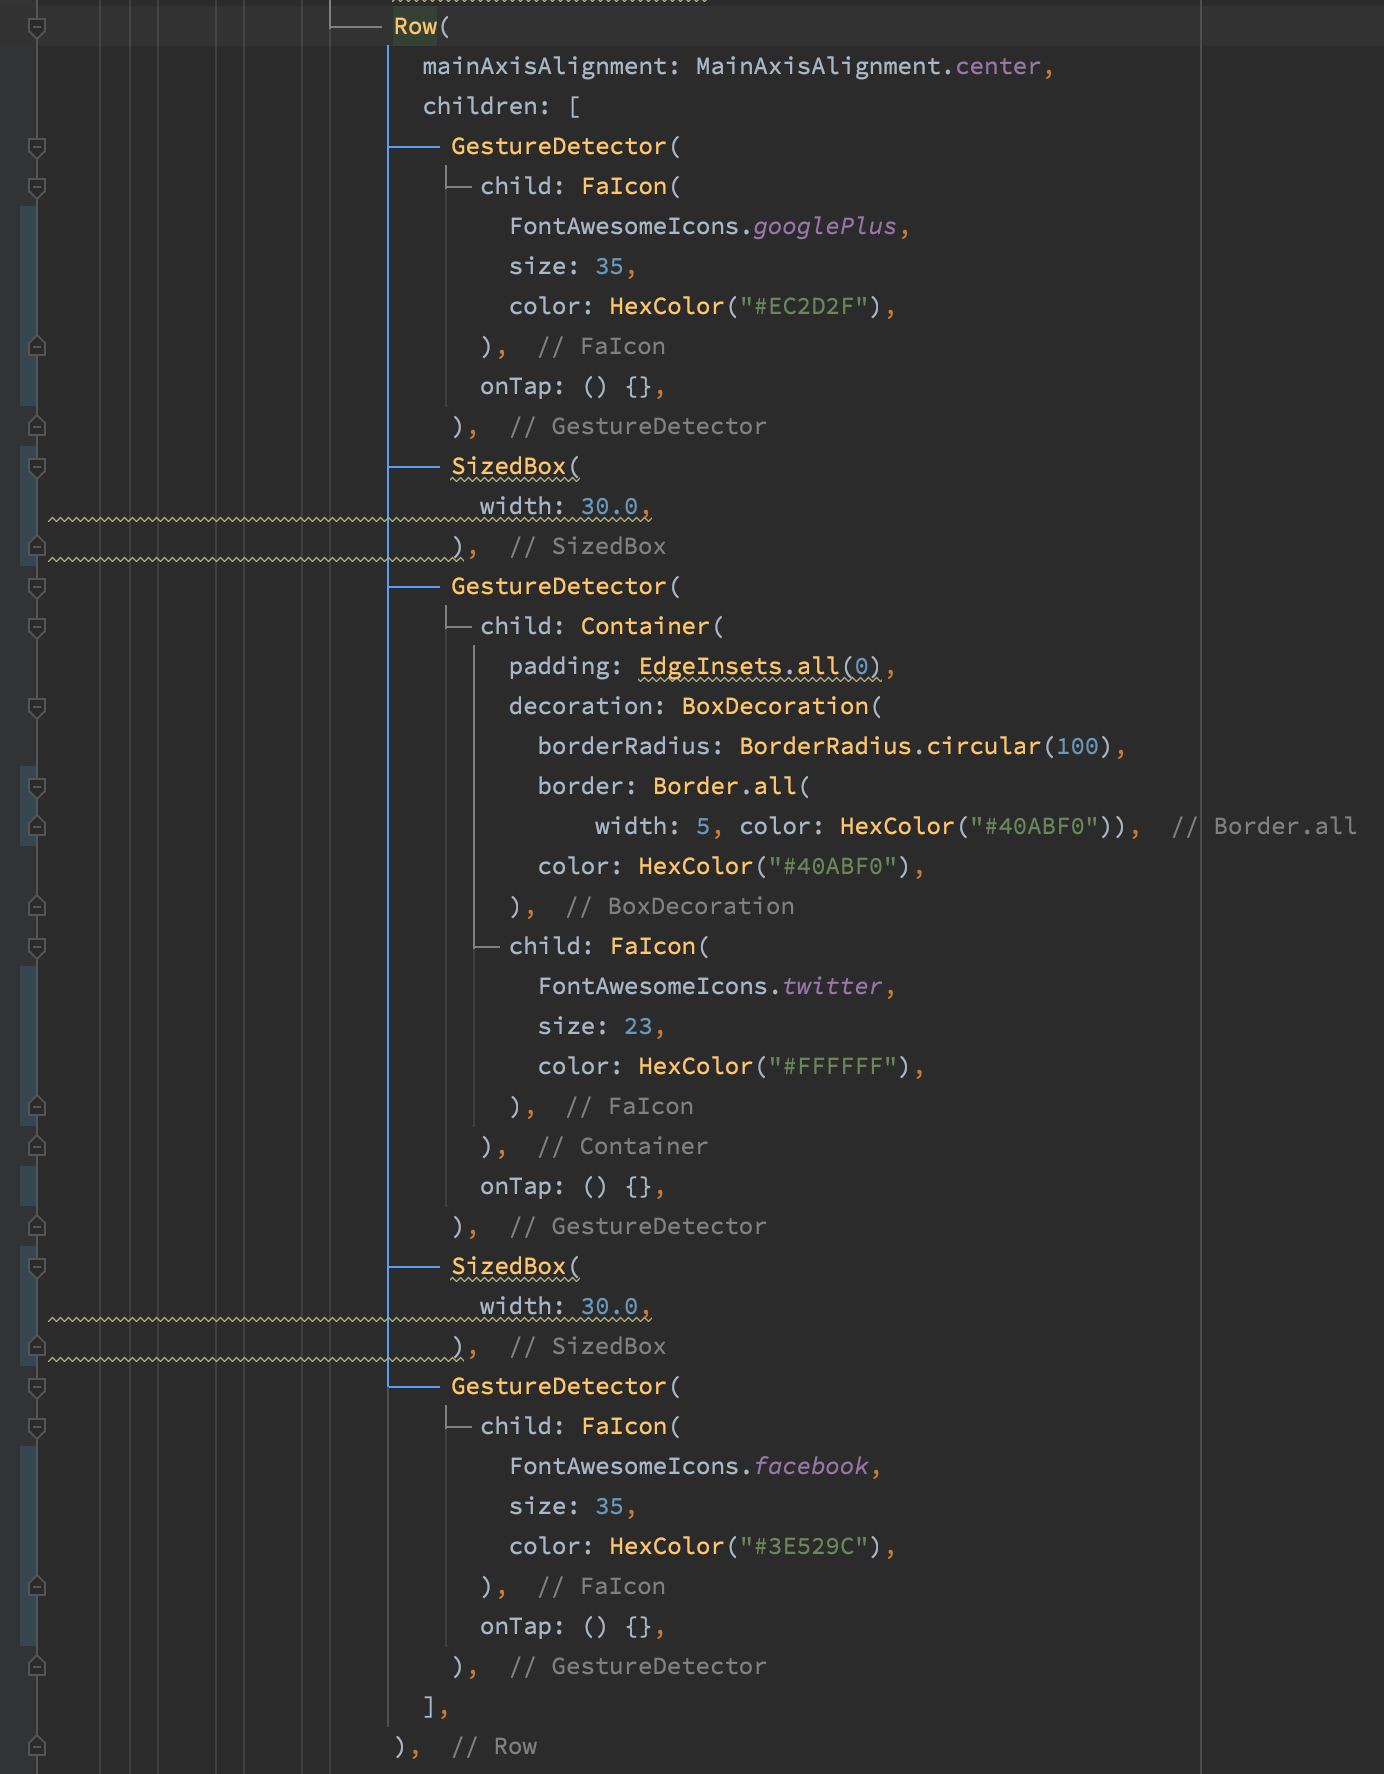 Row(
mainAxisAlignment: MainAxisAlignment.center,
children: [
GestureDetector(
child: FaIcon(
FontAwesomeIcons.googlePlus,
size: 35,
color: HexColor("#EC2D2F"),
),  // FaIcon
onTap: () {},
),  // GestureDetector
SizedBox(
width: 30.0,
),  // SizedBox
GestureDetector(
child: Container(
padding: EdgeInsets.all(0),
decoration: BoxDecoration(
borderRadius: BorderRadius.circular(100),
border: Border.all(
width: 5, color: HexColor("#40ABF0")),  // Border.all
color: HexColor("#40ABF0"),
),  // BoxDecoration
child: FaIcon(
FontAwesomeIcons.twitter,
size: 23,
color: HexColor("#FFFFFF"),
),  // FaIcon
),  // Container
onTap: () {},
),  // GestureDetector
SizedBox(
width: 30.0,
),  // SizedBox
GestureDetector(
child: FaIcon(
FontAwesomeIcons.facebook,
size: 35,
color: HexColor("#3E529C"),
),  // FaIcon
onTap: () {},
),  // GestureDetector
],
),  // Row